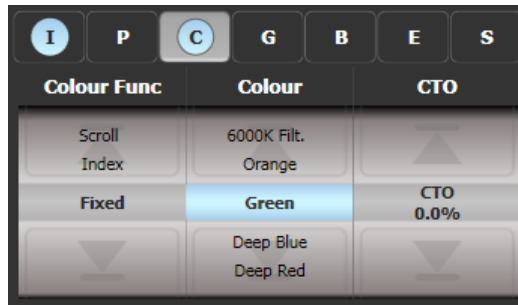 I P C G B E S
Colour Func Colour CTO
Scroll 6000K Filt.
Index Orange
Fixed Green CTO
0.0%
Deep Blue
Deep Red